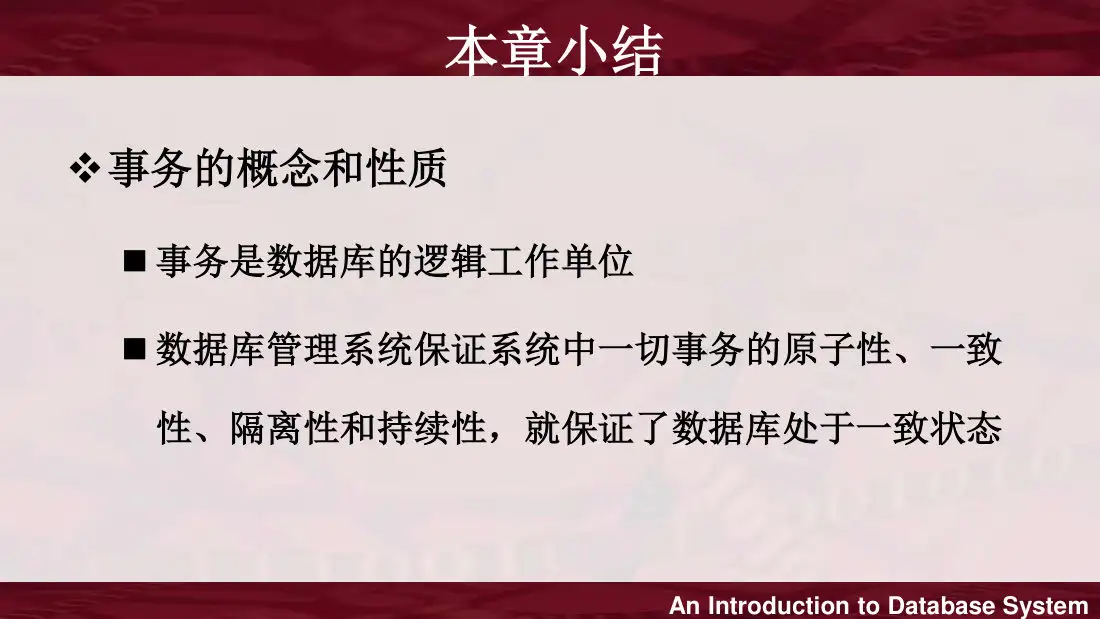 本章小结
❖事务的概念和性质
■ 事务是数据库的逻辑工作单位
■ 数据库管理系统保证系统中一切事务的原子性、一致
性、隔离性和持续性，就保证了数据库处于一致状态
An Introduction to Database System